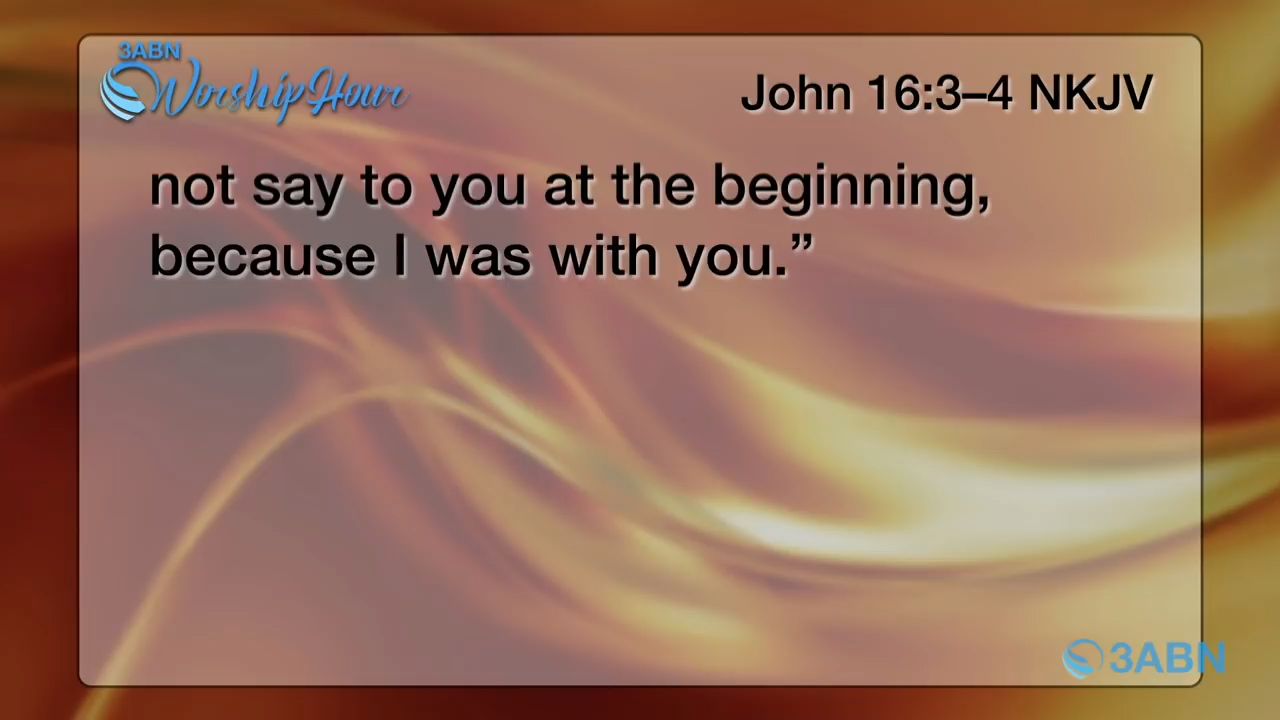 3ABN
Worship Hour
John 16:3–4 NKJV
not say to you at the beginning,
because I was with you.”
3ABN